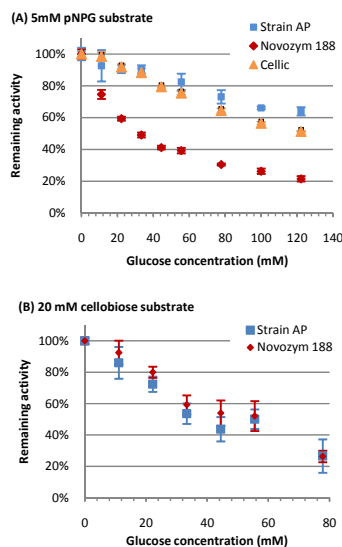 (A) 5mM pNPG substrate
Strain AP
Novozym 188
Cellic
100%
80%
60%
40%
20%
0%
Remaining activity
0 20 40 60 80 100 120 140
Glucose concentration (mM)
(B) 20 mM cellobiose substrate
Strain AP
Novozym 188
100%
80%
60%
40%
20%
0%
Remaining activity
0 20 40 60 80
Glucose concentration (mM)